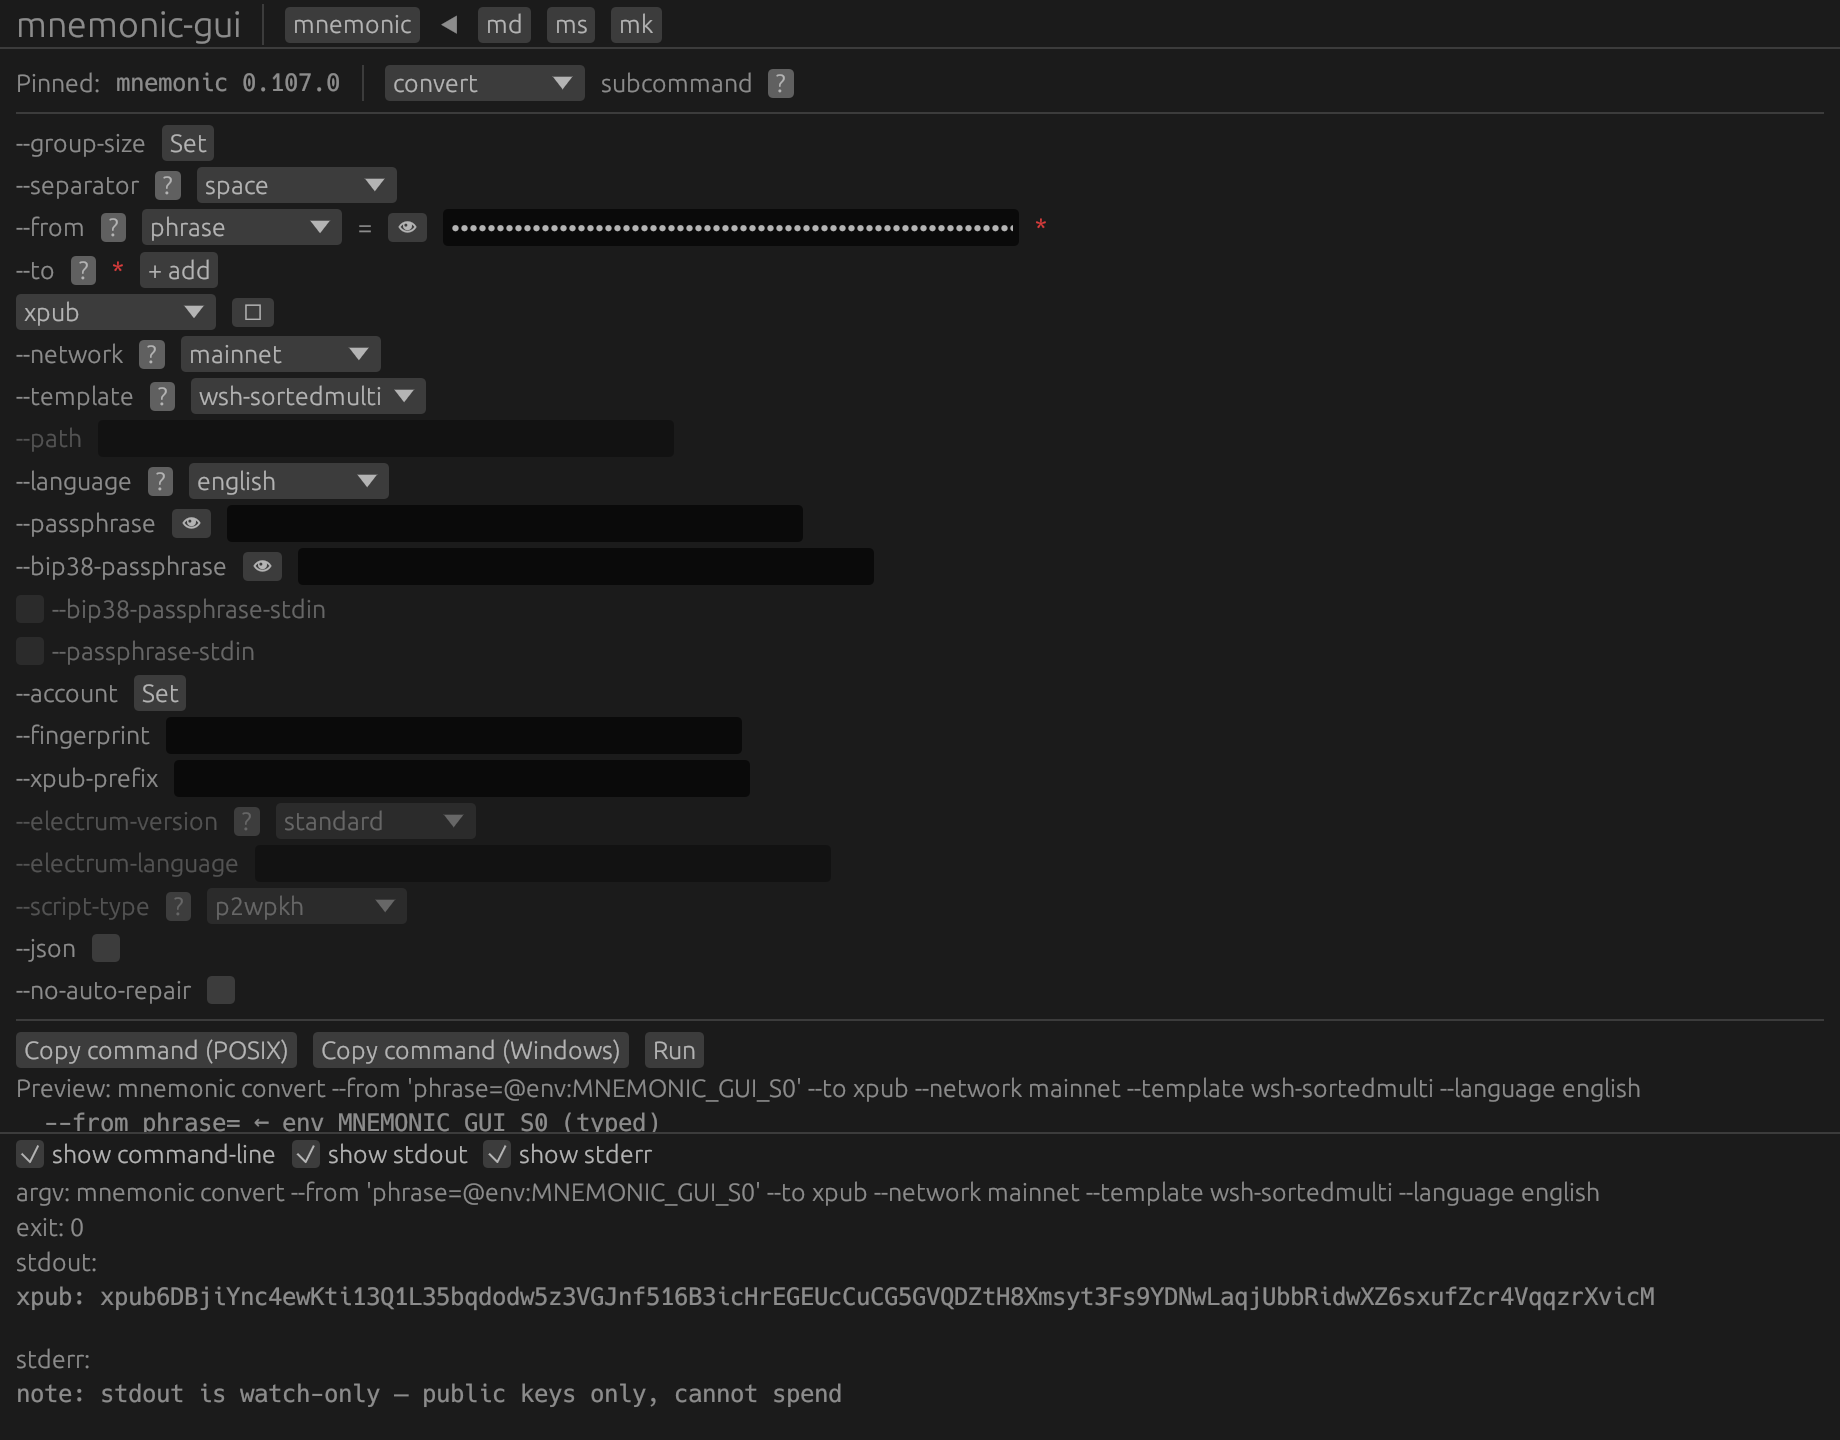 mnemonic-gui mnemonic ◀ md ms mk
Pinned: mnemonic 0.107.0 convert subcommand ?
--group-size Set
--separator ? space
--from ? phrase = *
--to ? * + add
xpub
--network ? mainnet
--template ? wsh-sortedmulti
--path
--language ? english
--passphrase
--bip38-passphrase
--bip38-passphrase-stdin
--passphrase-stdin
--account Set
--fingerprint
--xpub-prefix
--electrum-version ? standard
--electrum-language
--script-type ? p2wpkh
--json
--no-auto-repair
Copy command (POSIX) Copy command (Windows) Run
Preview: mnemonic convert --from 'phrase=@env:MNEMONIC_GUI_S0' --to xpub --network mainnet --template wsh-sortedmulti --language english
--from phrase= ← env MNEMONIC_GUI_S0 (typed)
show command-line show stdout show stderr
argv: mnemonic convert --from 'phrase=@env:MNEMONIC_GUI_S0' --to xpub --network mainnet --template wsh-sortedmulti --language english
exit: 0
stdout:
xpub: xpub6DBjiYnc4ewKti13Q1L35bqdodw5z3VGJnf516B3icHrEGEUcCuCG5GVQDZtH8Xmsyt3Fs9YDNwLaqjUbbRidwXZ6sxufZcr4VqqzrXvicM
stderr:
note: stdout is watch-only — public keys only, cannot spend